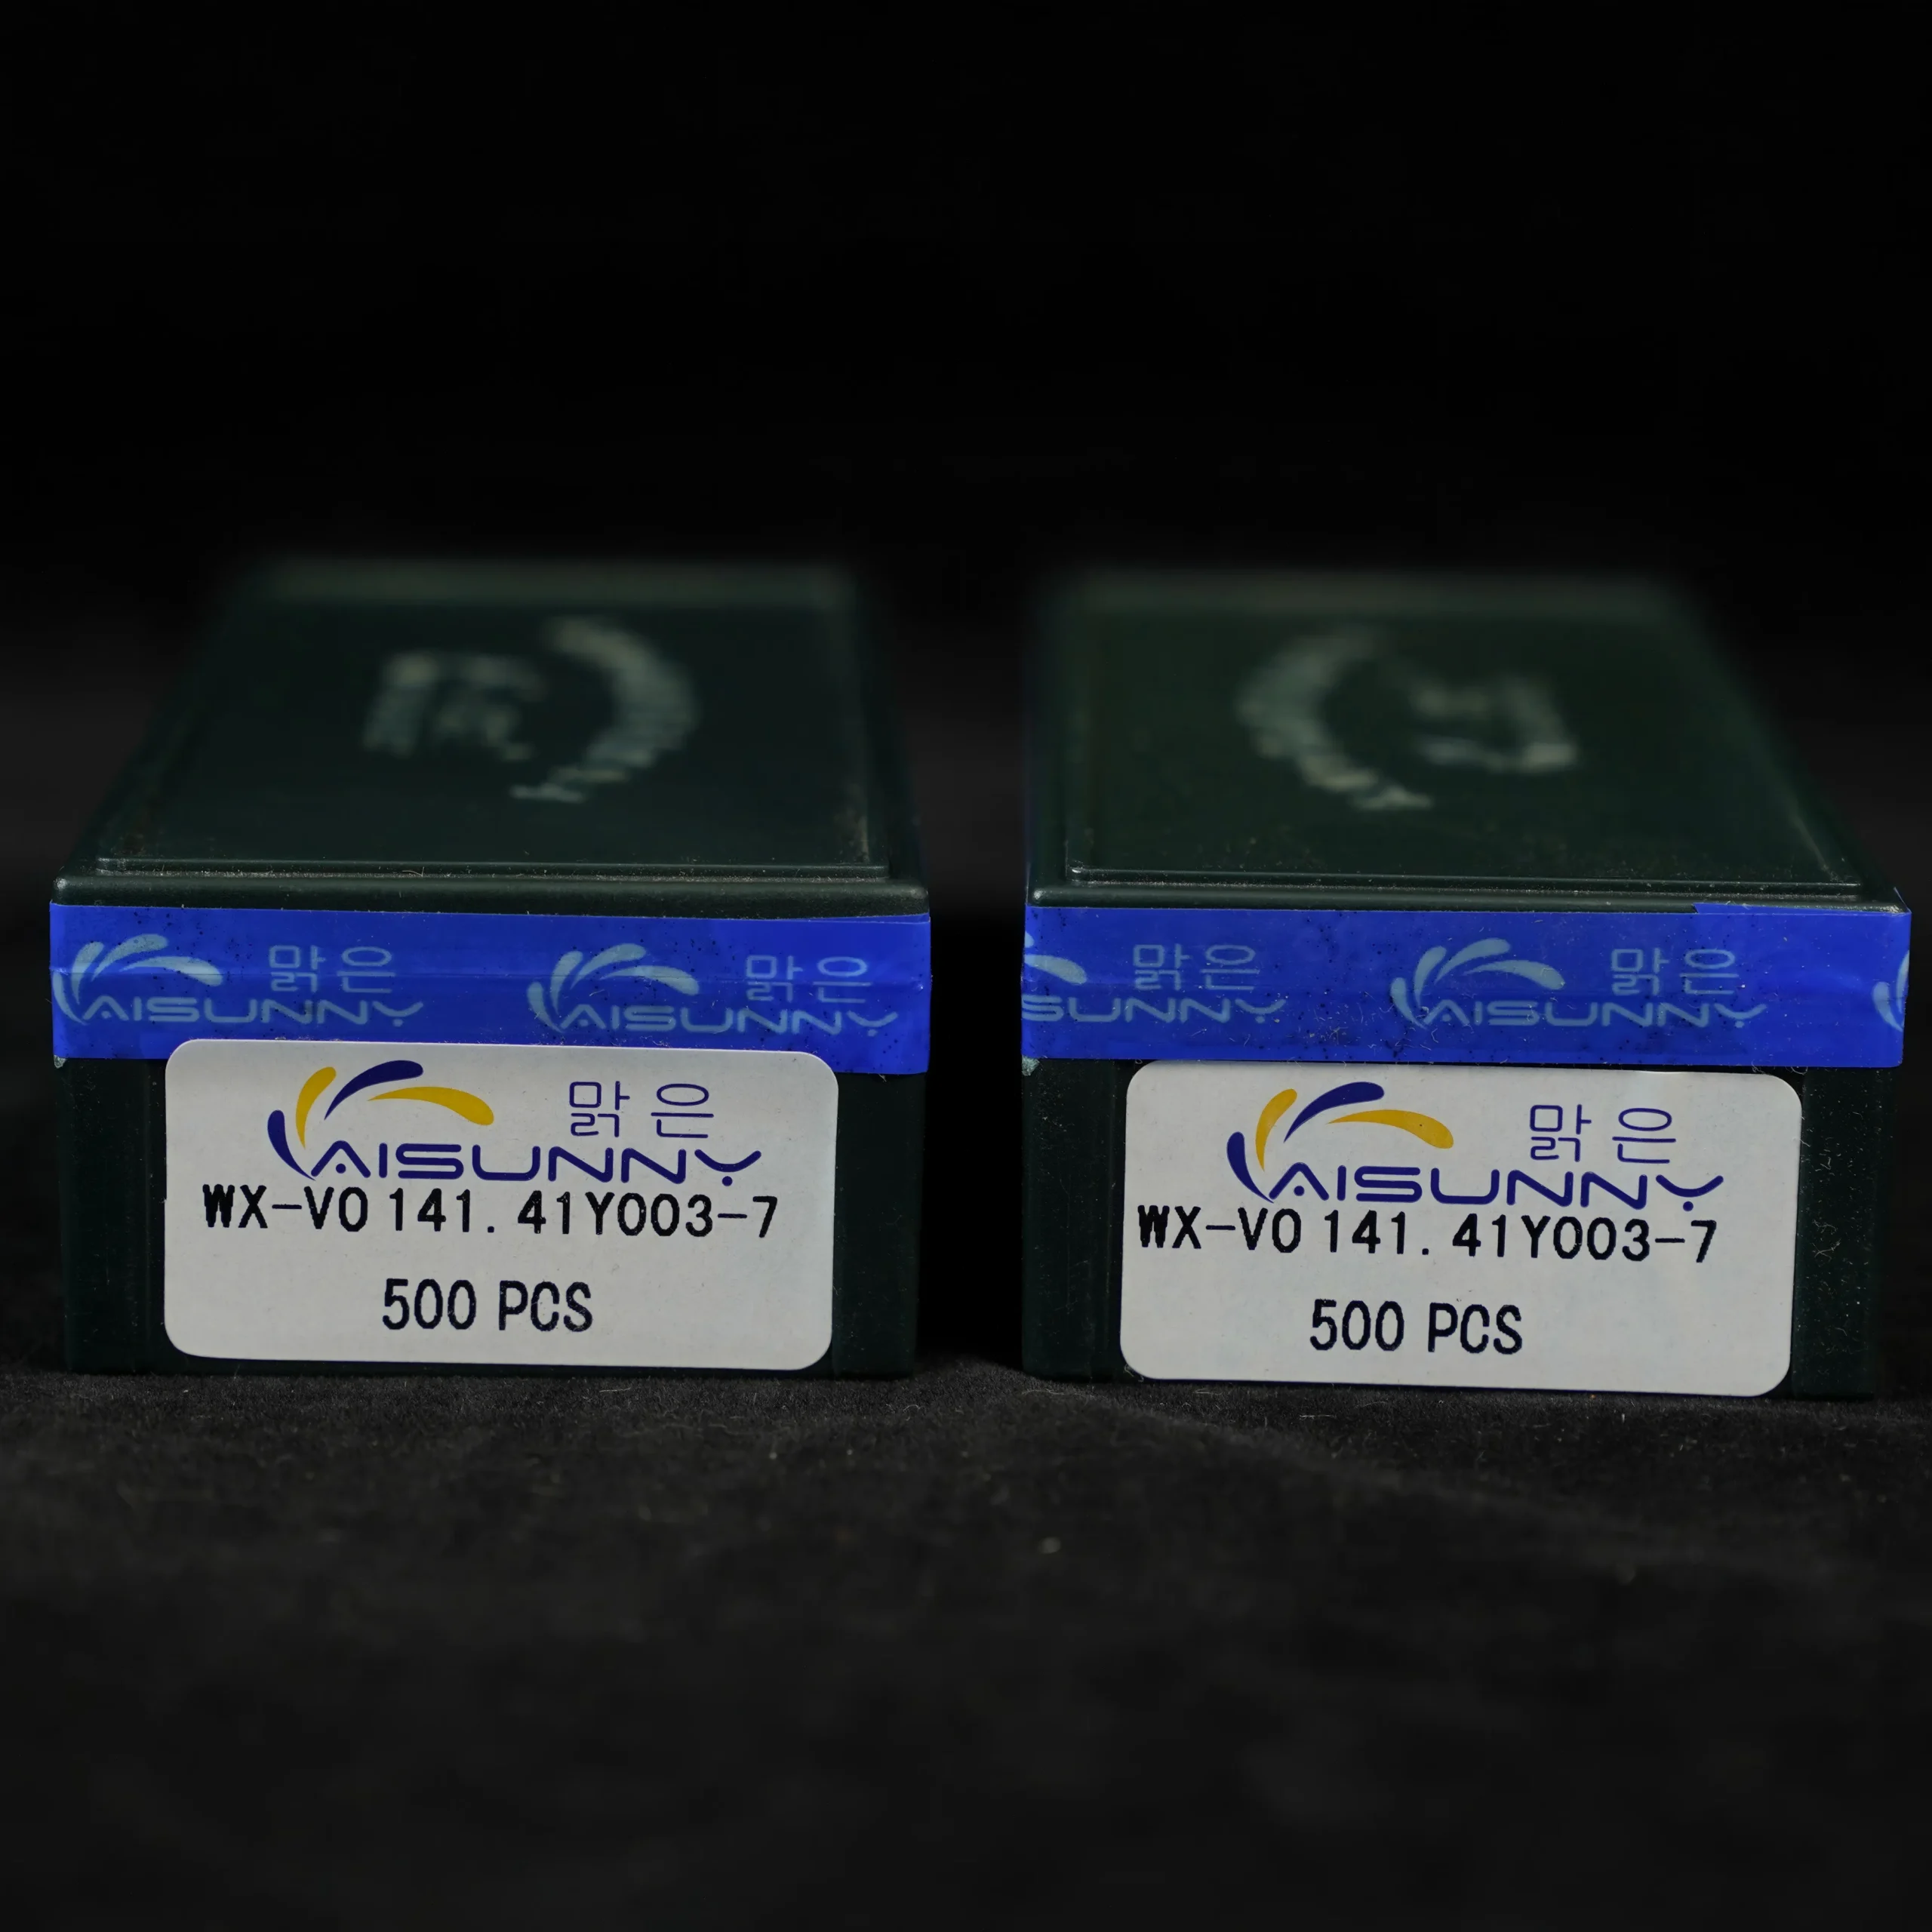 맑은 맑은
AISUNNY AISUNNY
맑은
AISUNNY
WX-VO 141. 41Y003-7
500 PCS
맑은 맑은
SUNNY AISUNNY
맑은
AISUNNY
WX-VO 141. 41Y003-7
500 PCS